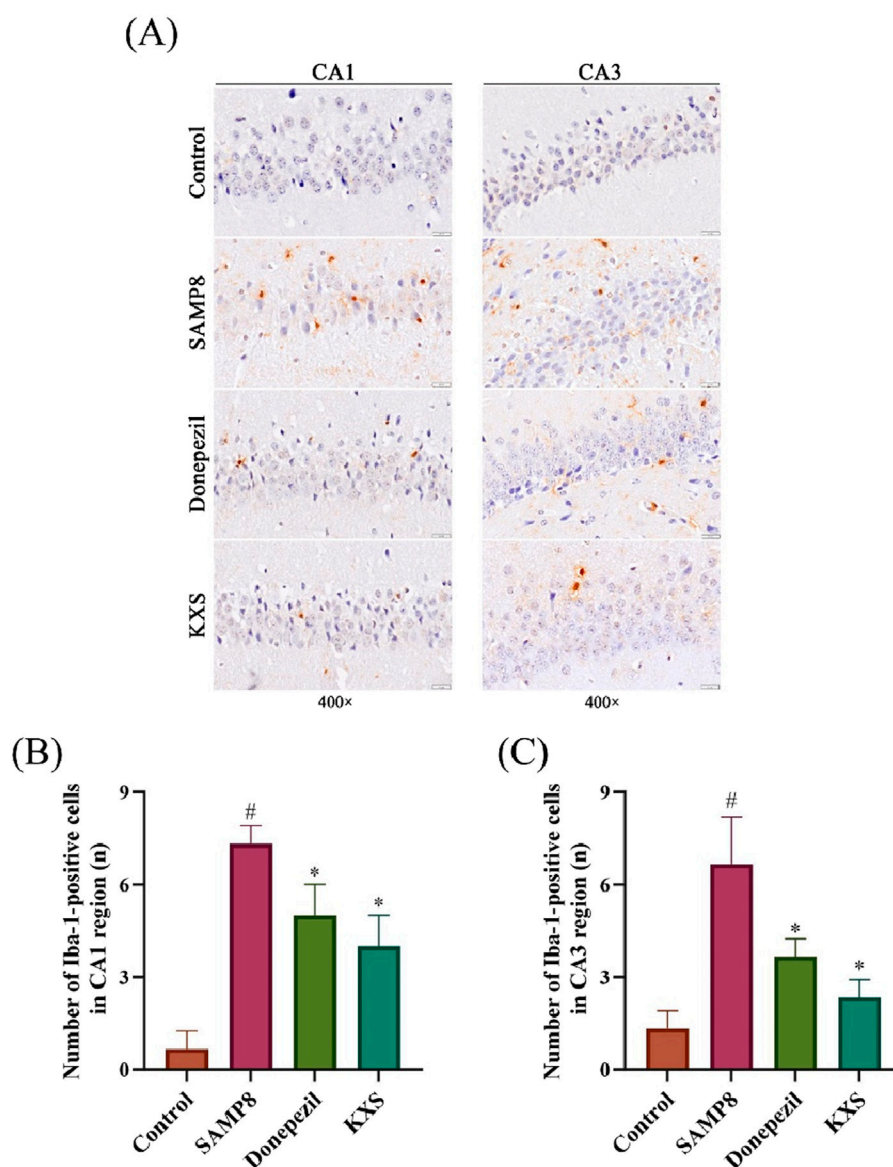 (A)
CA1 CA3
Control
SAMP8
Donepezil
KXS
400× 400×
(B)
Number of Iba-1-positive cells
in CA1 region (n)
9
6
3
0
#
*
*
Control
SAMP8
Donepezil
KXS
(C)
Number of Iba-1-positive cells
in CA3 region (n)
9
6
3
0
#
*
*
Control
SAMP8
Donepezil
KXS